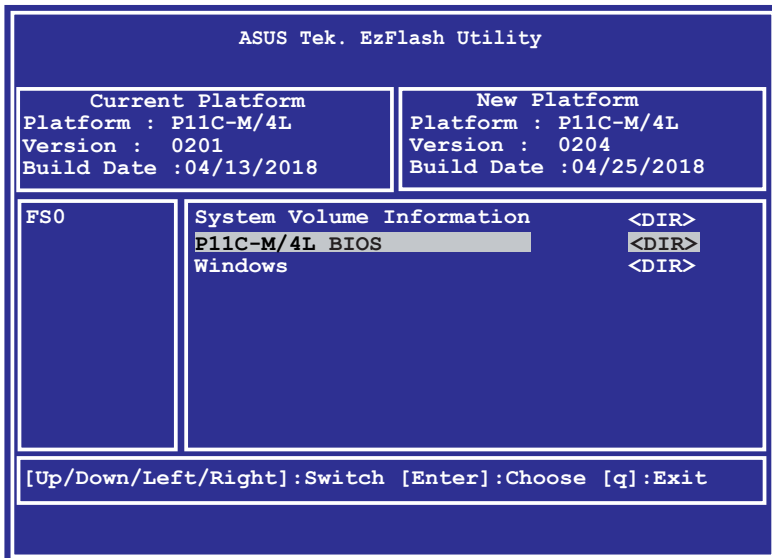 ASUS Tek. EzFlash Utility
Current Platform
Platform : P11C-M/4L
Version : 0201
Build Date :04/13/2018
New Platform
Platform : P11C-M/4L
Version : 0204
Build Date :04/25/2018
FS0
System Volume Information <DIR>
P11C-M/4L BIOS <DIR>
Windows <DIR>
[Up/Down/Left/Right]:Switch [Enter]:Choose [q]:Exit